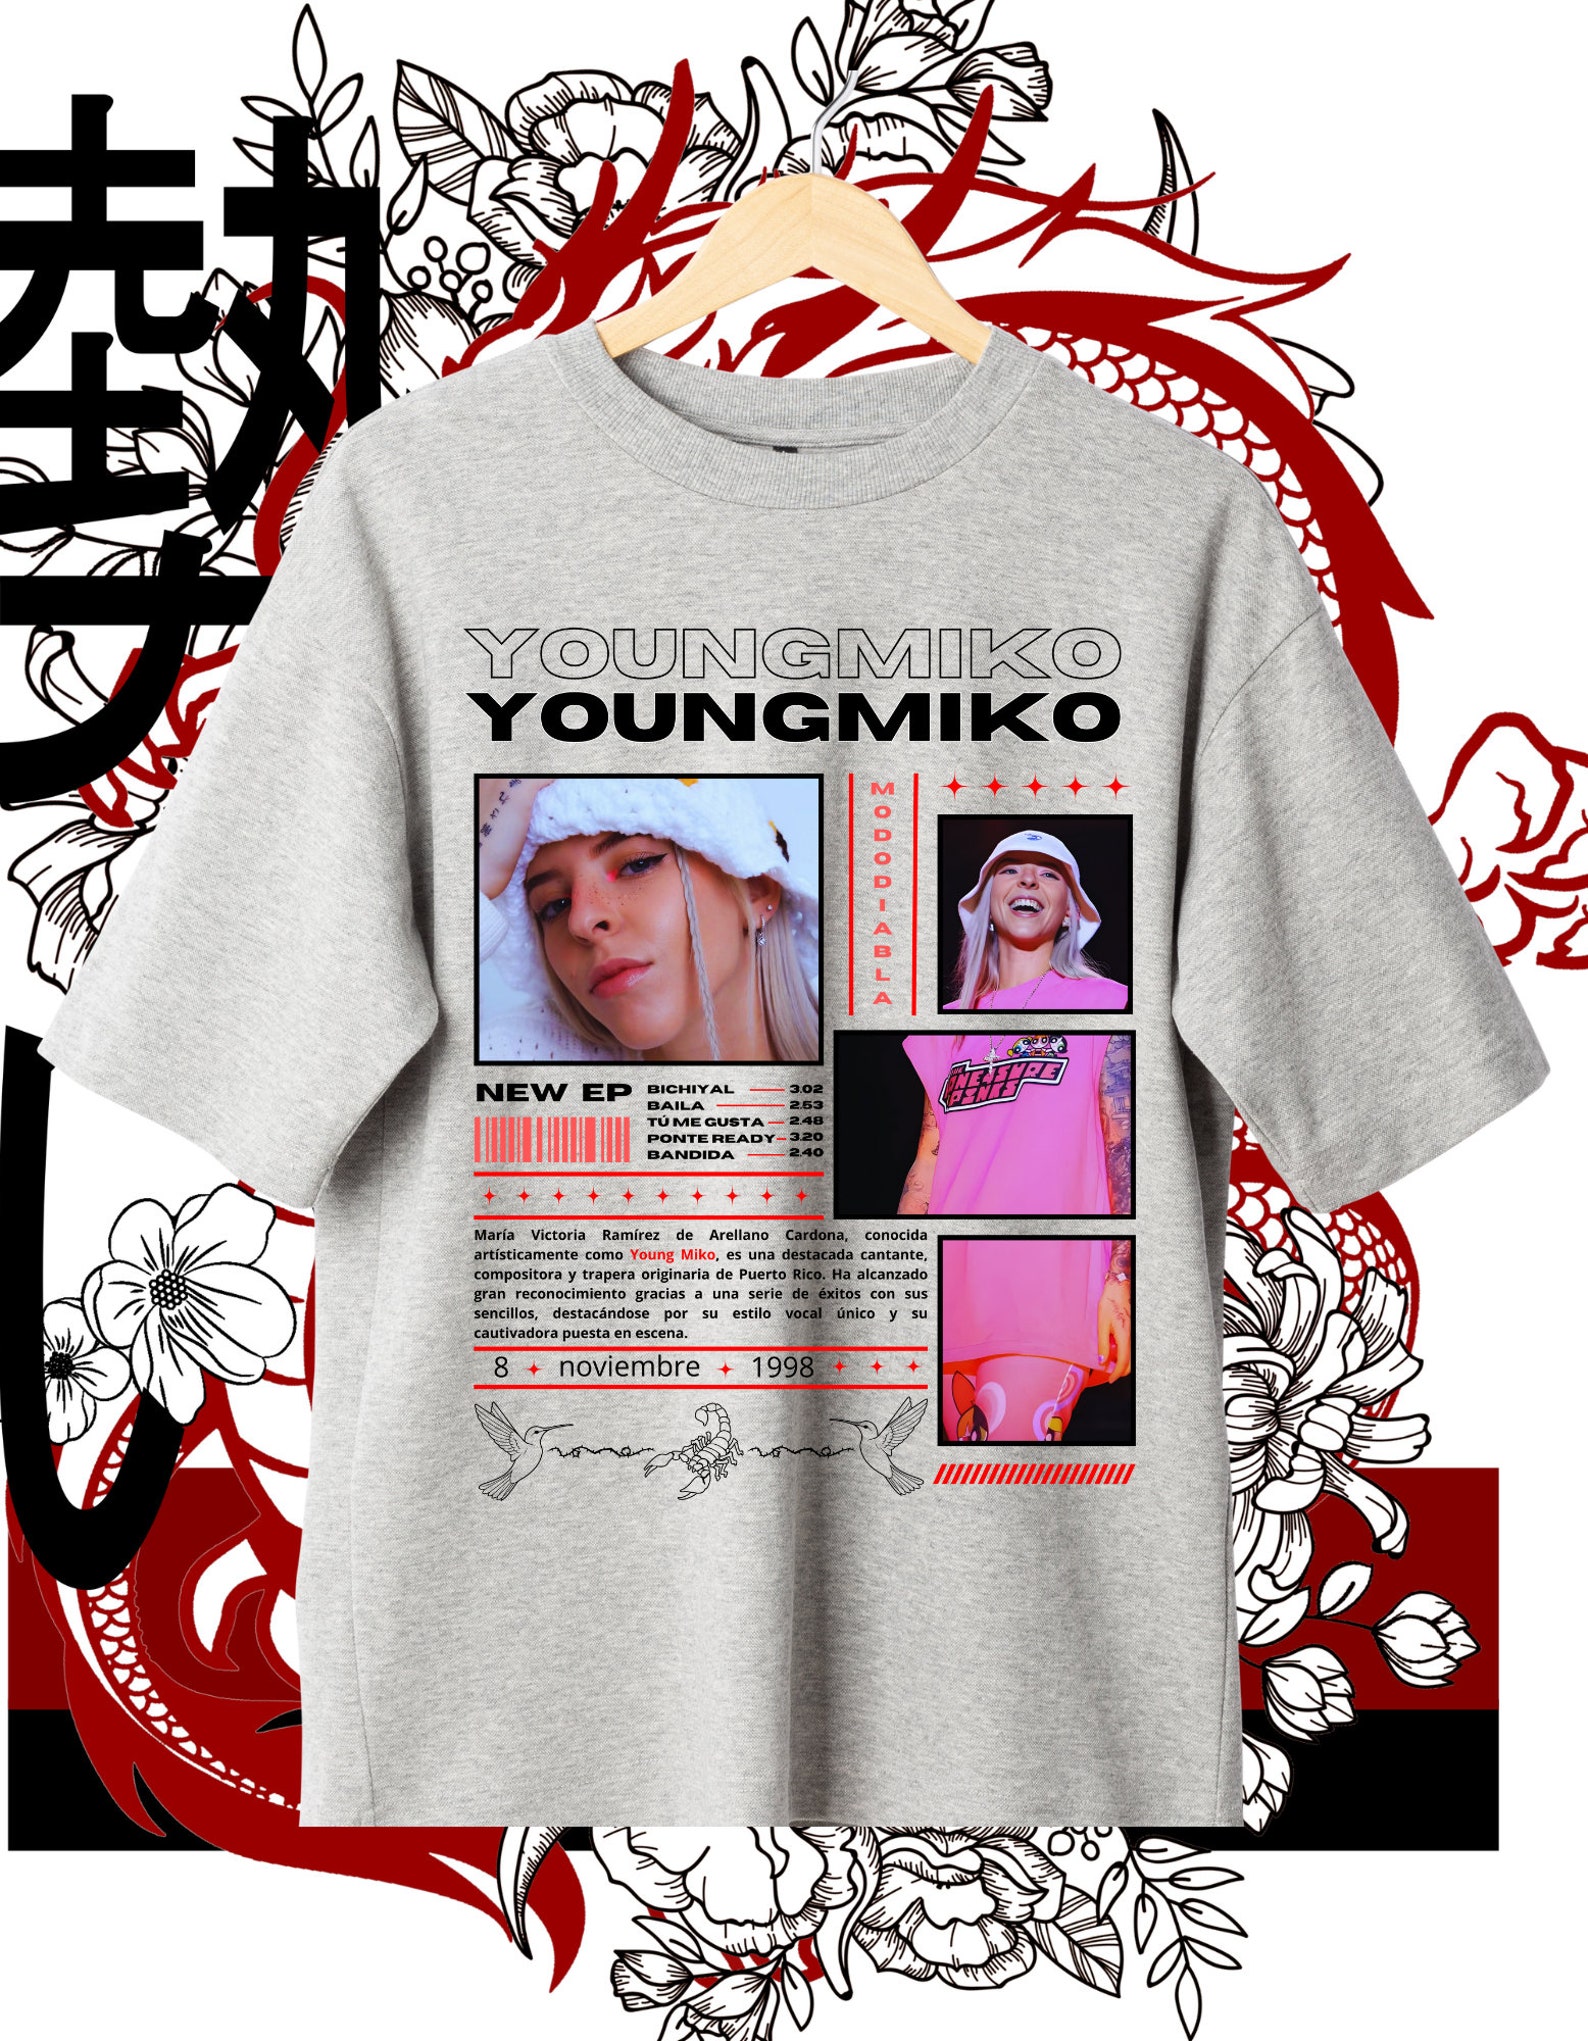 熱
ナ
し
YOUNGMIKO
YOUNGMIKO
MODODIABLA
NEW EP
BICHIYAL 3.02
BAILA 2.53
TÚ ME GUSTA 2.48
PONTE READY 3.20
BANDIDA 2.40
María Victoria Ramírez de Arellano Cardona, conocida
artísticamente como Young Miko, es una destacada cantante,
compositora y trapera originaria de Puerto Rico. Ha alcanzado
gran reconocimiento gracias a una serie de éxitos con sus
sencillos, destacándose por su estilo vocal único y su
cautivadora puesta en escena.
8 noviembre 1998